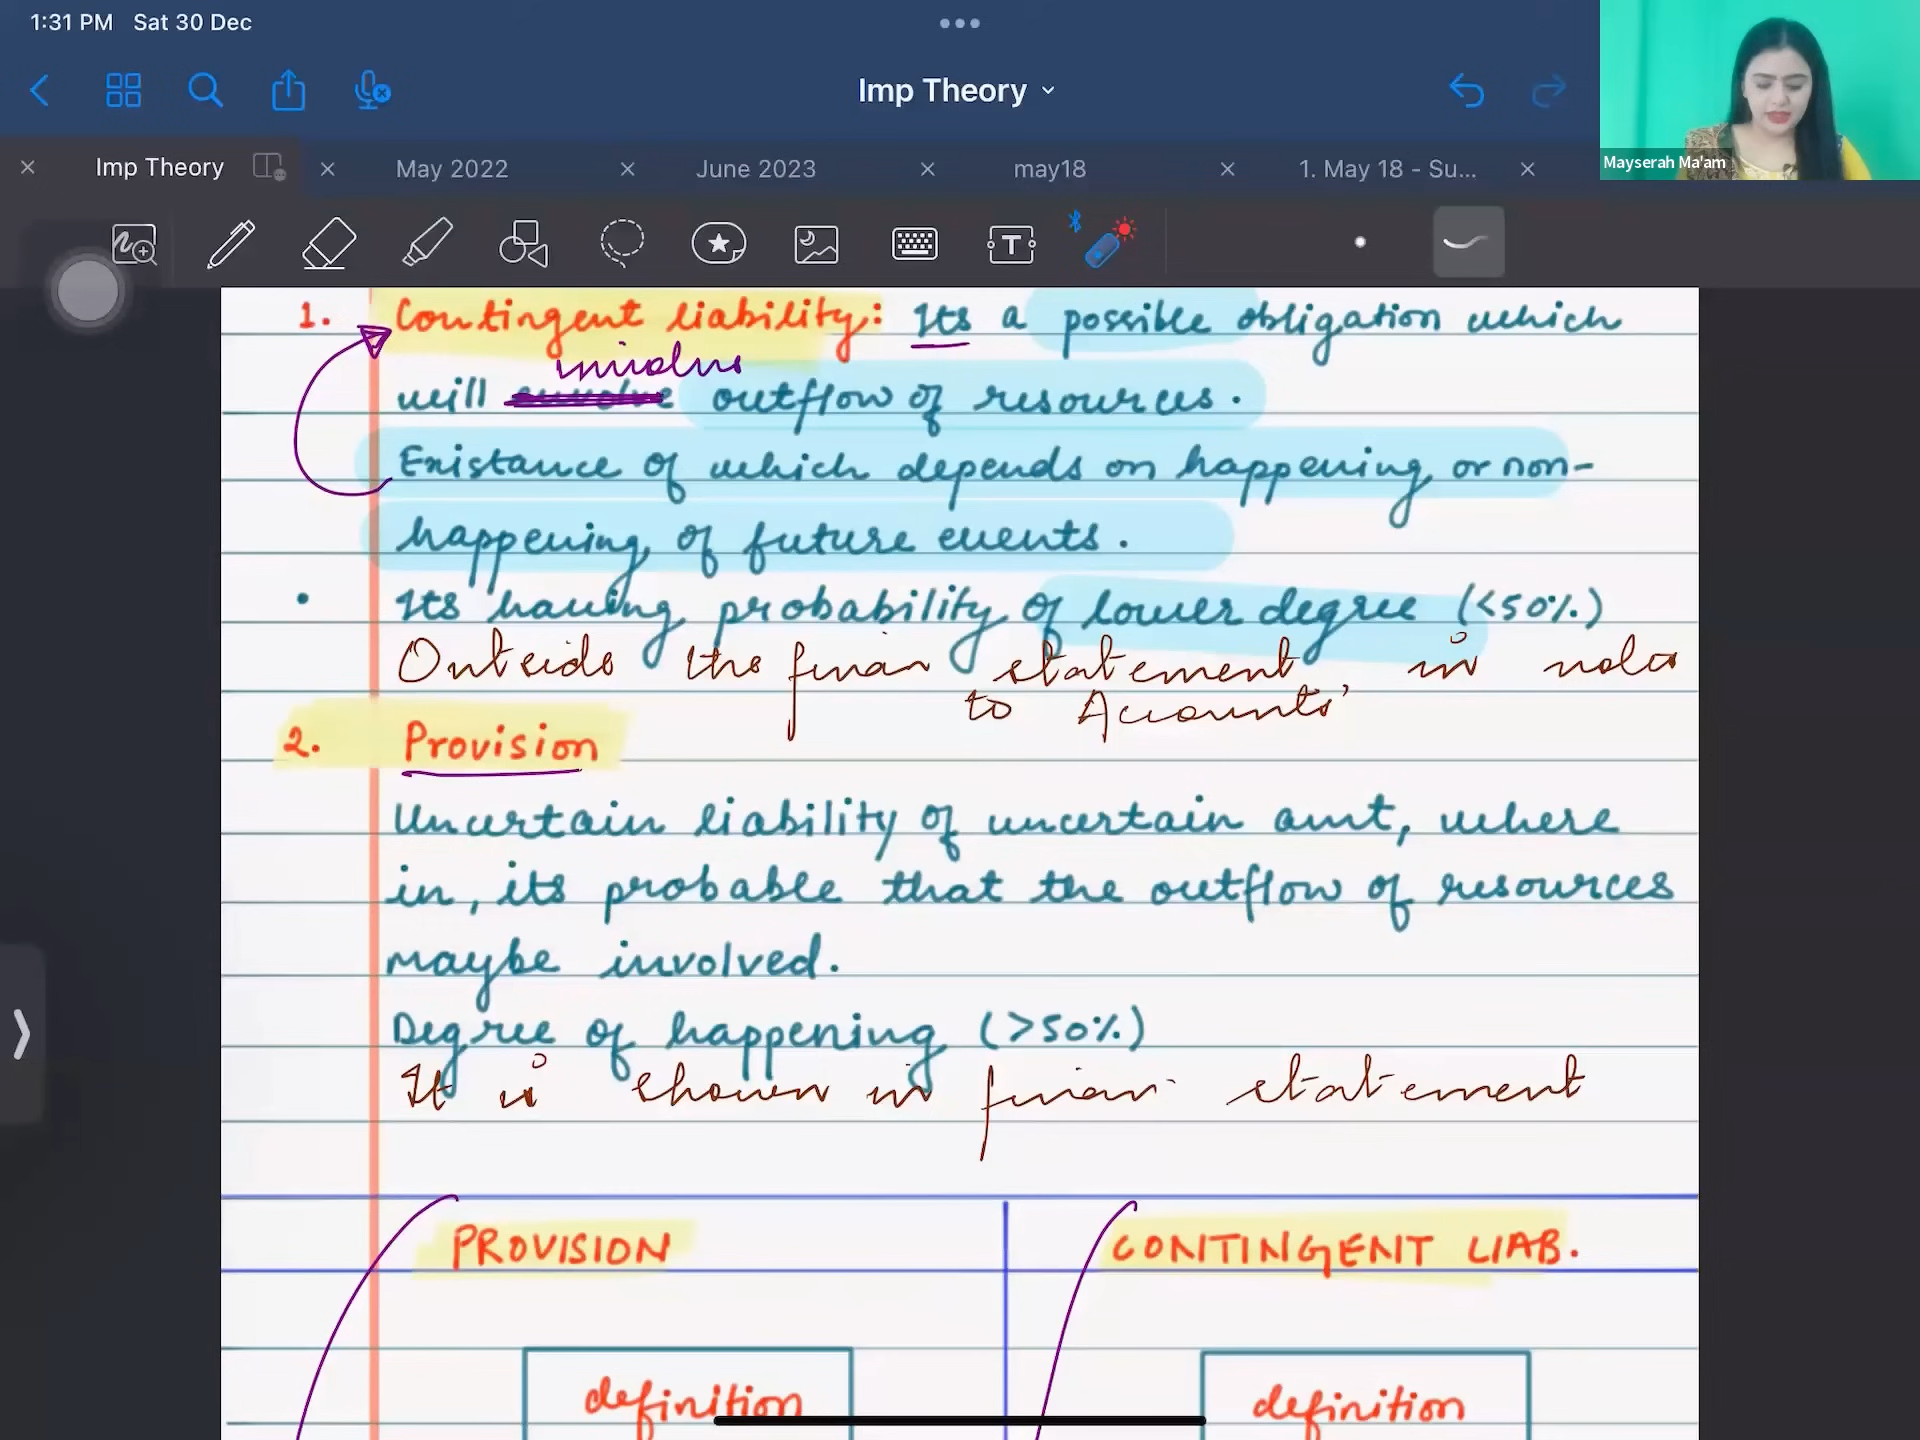 1:31 PM Sat 30 Dec
Imp Theory
Mayserah Ma'am
Imp Theory
May 2022
June 2023
may18
1. May 18 - Su...
T
1. Contingent liability: Its a possible obligation which
involve
will outflow of resources.
Existance of which depends on happening or non-
happening of future events.
• Its having probability of lower degree (<50%)
Outside the finan statement in notes
to Accounts'
2. Provision
Uncertain liability of uncertain amt, where
in, its probable that the outflow of resources
maybe involved.
Degree of happening (>50%)
It is shown in finan statement
PROVISION
CONTINGENT LIAB.
definition
definition